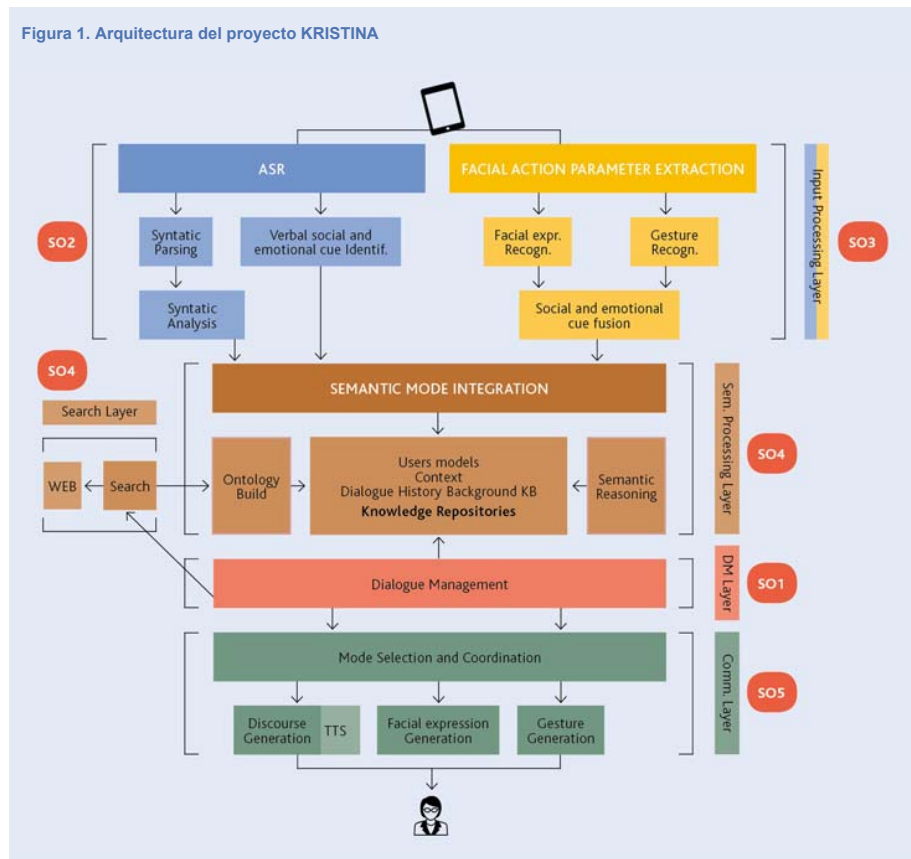 Figura 1. Arquitectura del proyecto KRISTINA
ASR
FACIAL ACTION PARAMETER EXTRACTION
SO2
Syntatic
Parsing
Verbal social and
emotional cue Identif.
Facial expr.
Recogn.
Gesture
Recogn.
Input Processing Layer
SO3
Syntatic
Analysis
Social and emotional
cue fusion
SO4
Search Layer
WEB
Search
SEMANTIC MODE INTEGRATION
Ontology
Build
Users models
Context
Dialogue History Background KB
Knowledge Repositories
Semantic
Reasoning
Sem. Processing Layer
SO4
Dialogue Management
DM Layer
SO1
Mode Selection and Coordination
Discourse
Generation
TTS
Facial expression
Generation
Gesture
Generation
Comm. Layer
SO5